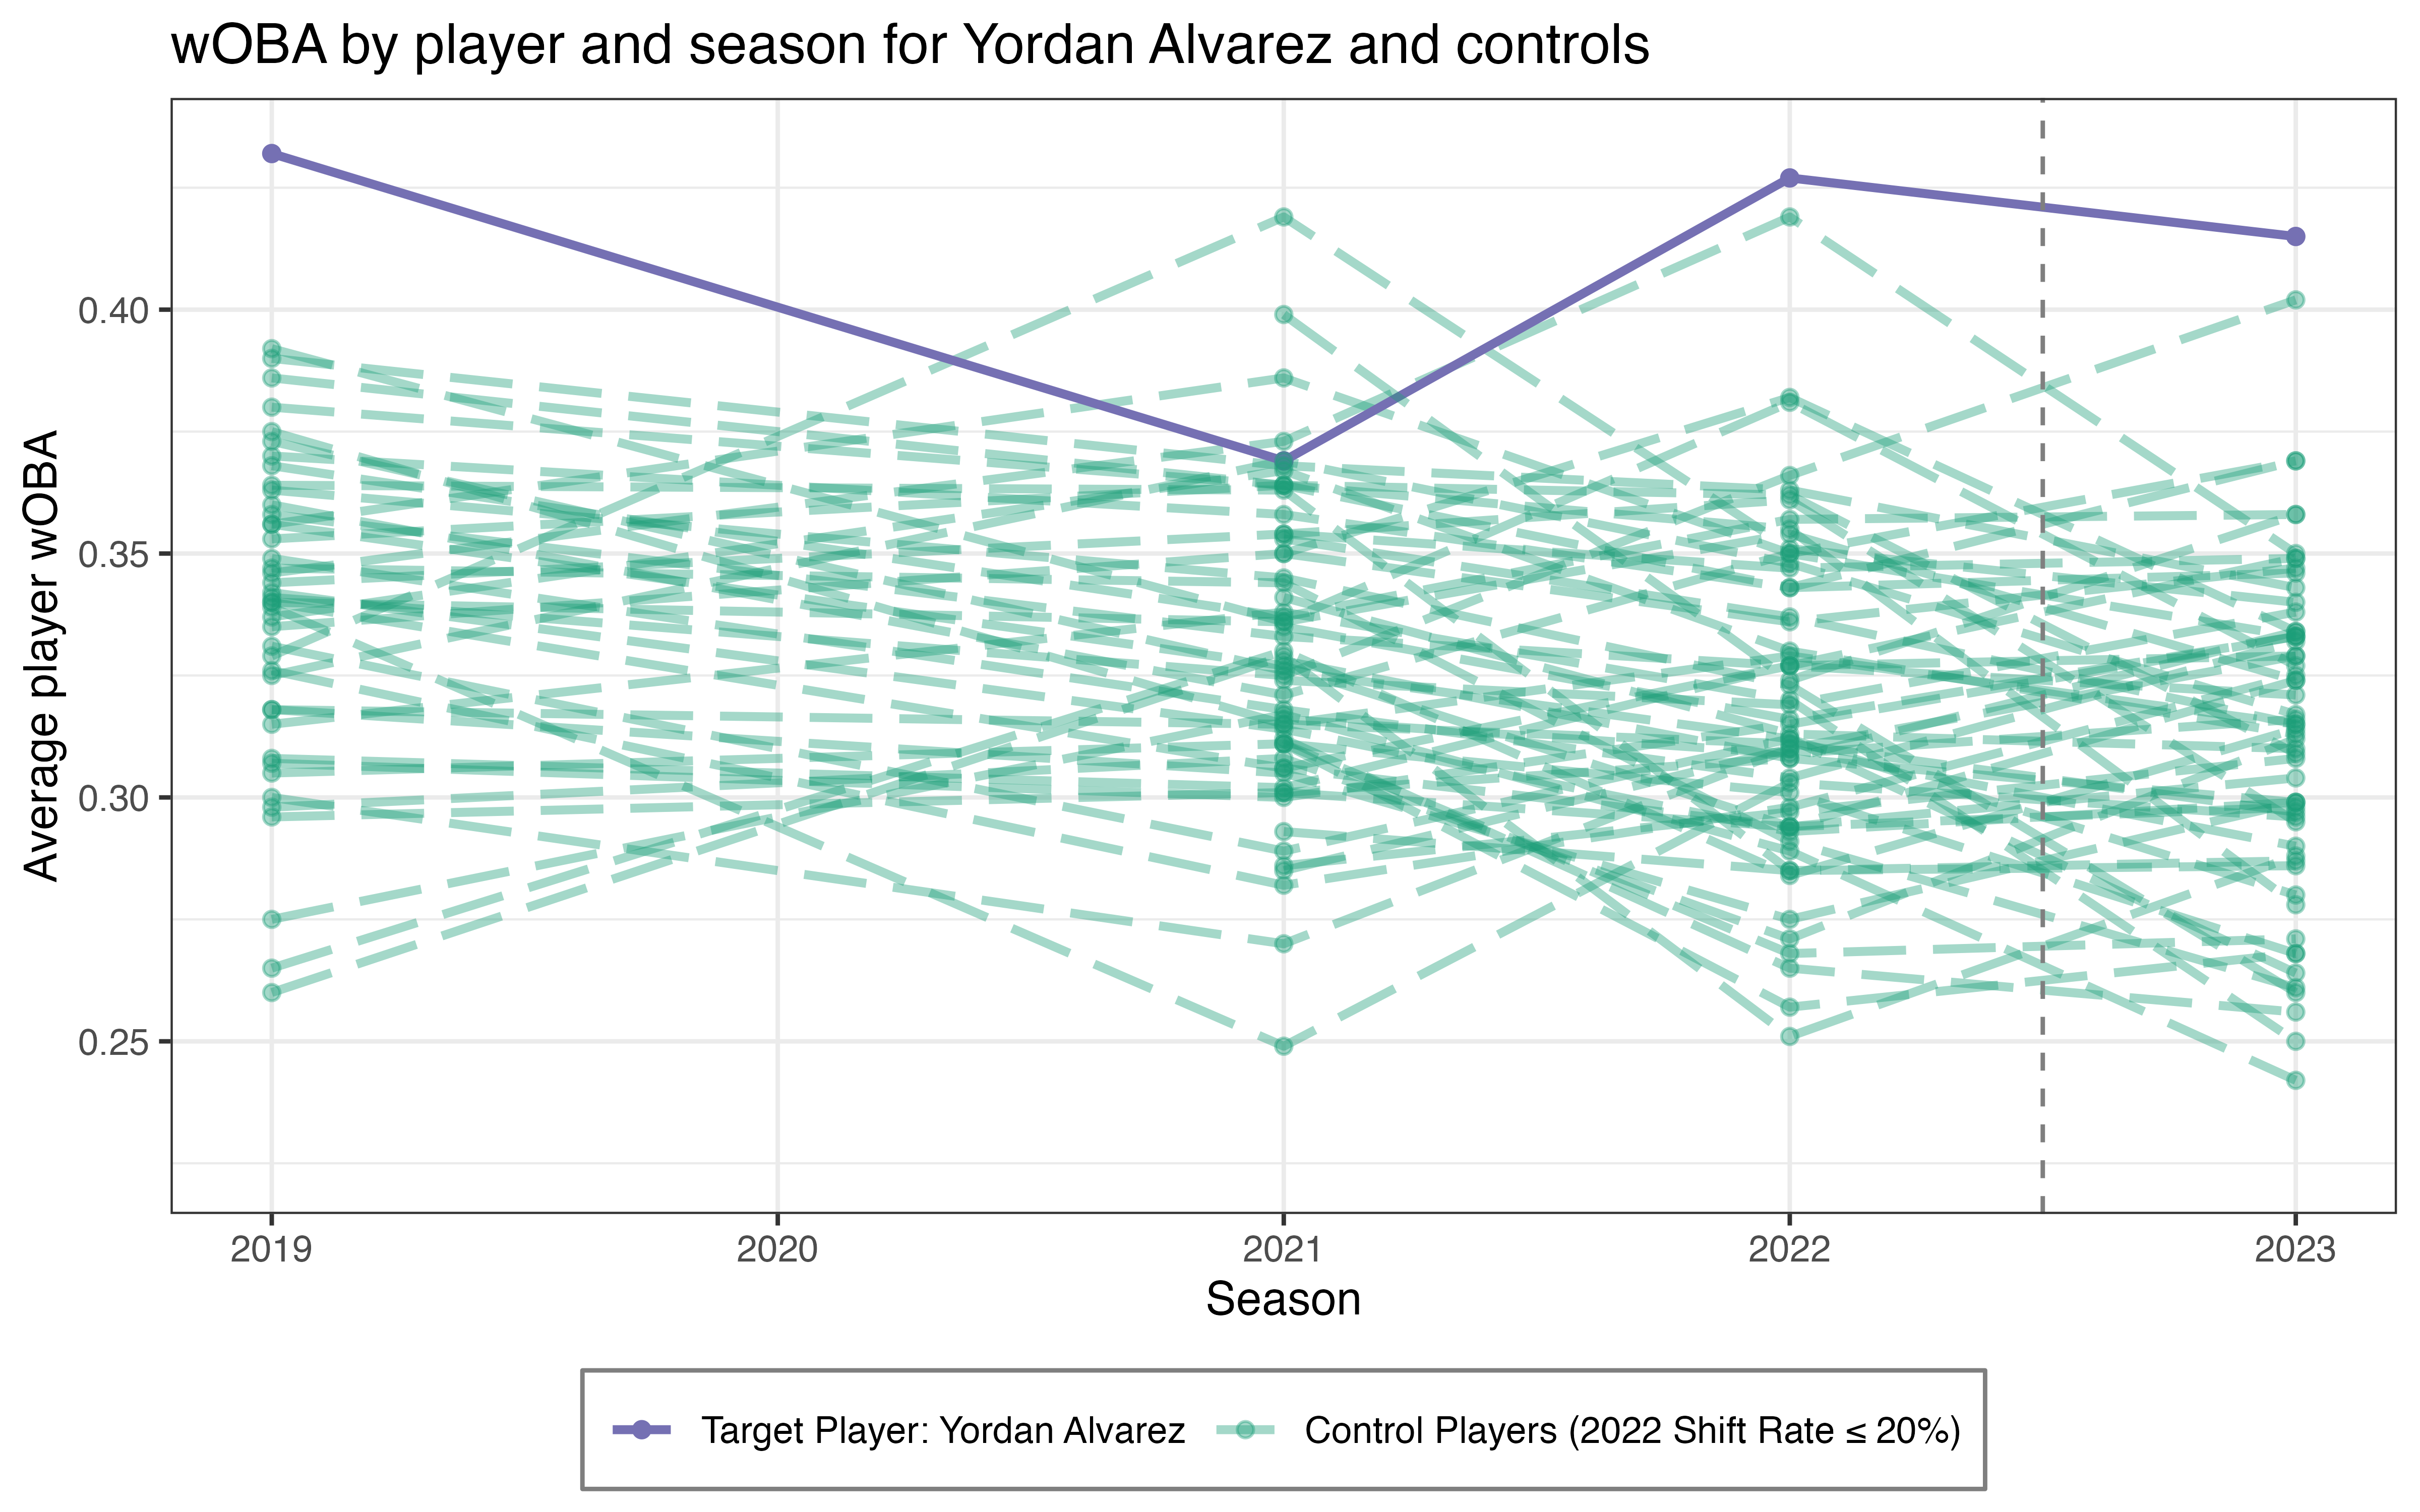 wOBA by player and season for Yordan Alvarez and controls
Average player wOBA
0.40
0.35
0.30
0.25
2019 2020 2021 2022 2023
Season
Target Player: Yordan Alvarez Control Players (2022 Shift Rate ≤ 20%)